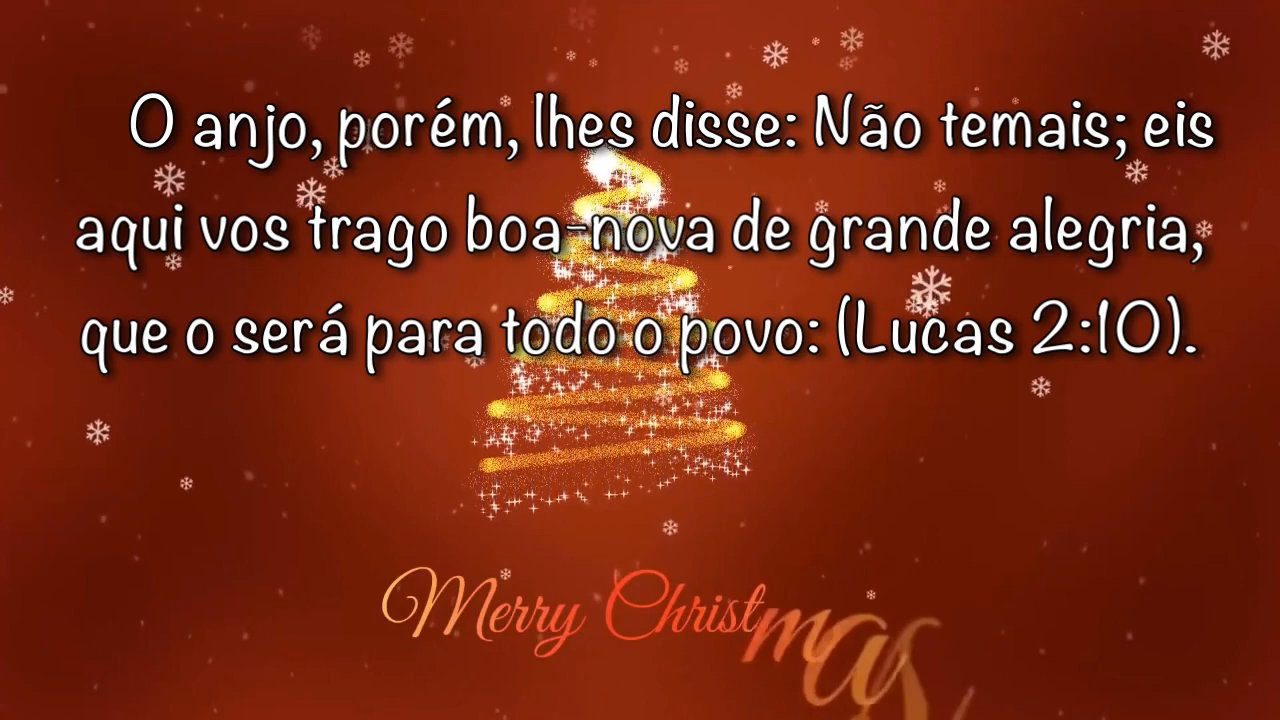 O anjo, porém, lhes disse: Não temais; eis
aqui vos trago boa-nova de grande alegria,
que o será para todo o povo: (Lucas 2:10).
Merry Christmas